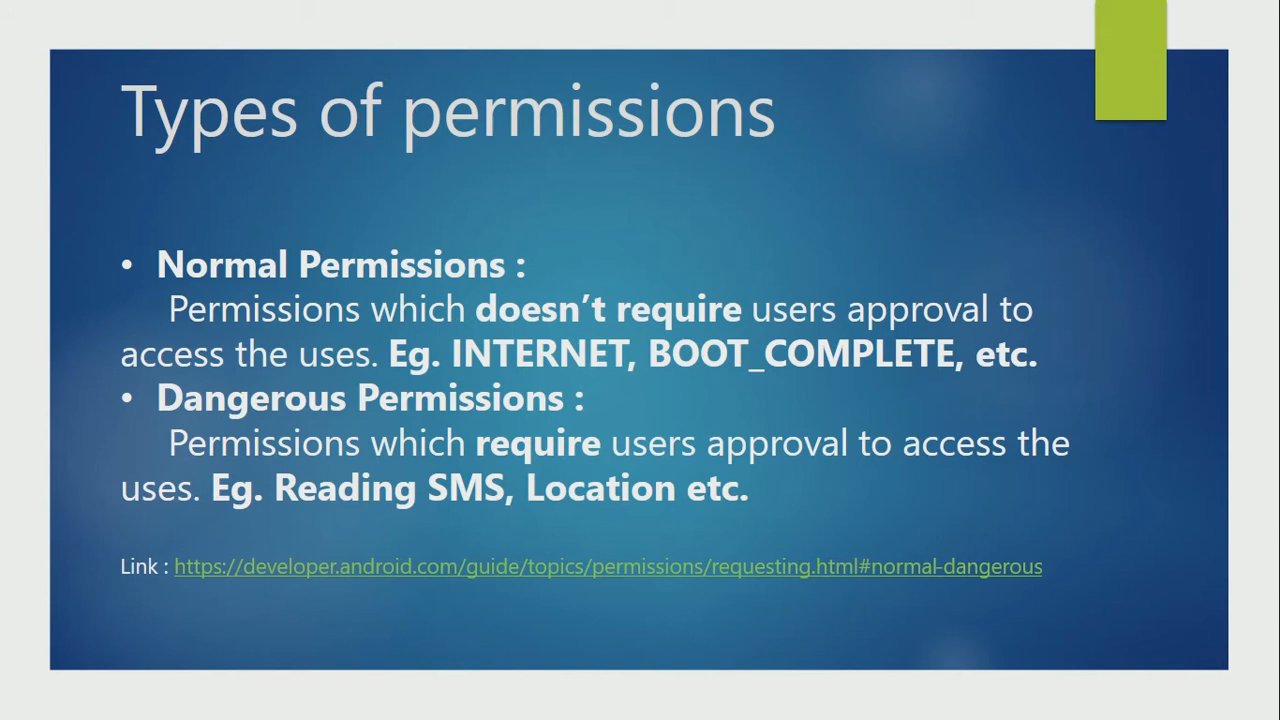 Types of permissions
• Normal Permissions :
Permissions which doesn’t require users approval to
access the uses. Eg. INTERNET, BOOT_COMPLETE, etc.
• Dangerous Permissions :
Permissions which require users approval to access the
uses. Eg. Reading SMS, Location etc.
Link : https://developer.android.com/guide/topics/permissions/requesting.html#normal-dangerous